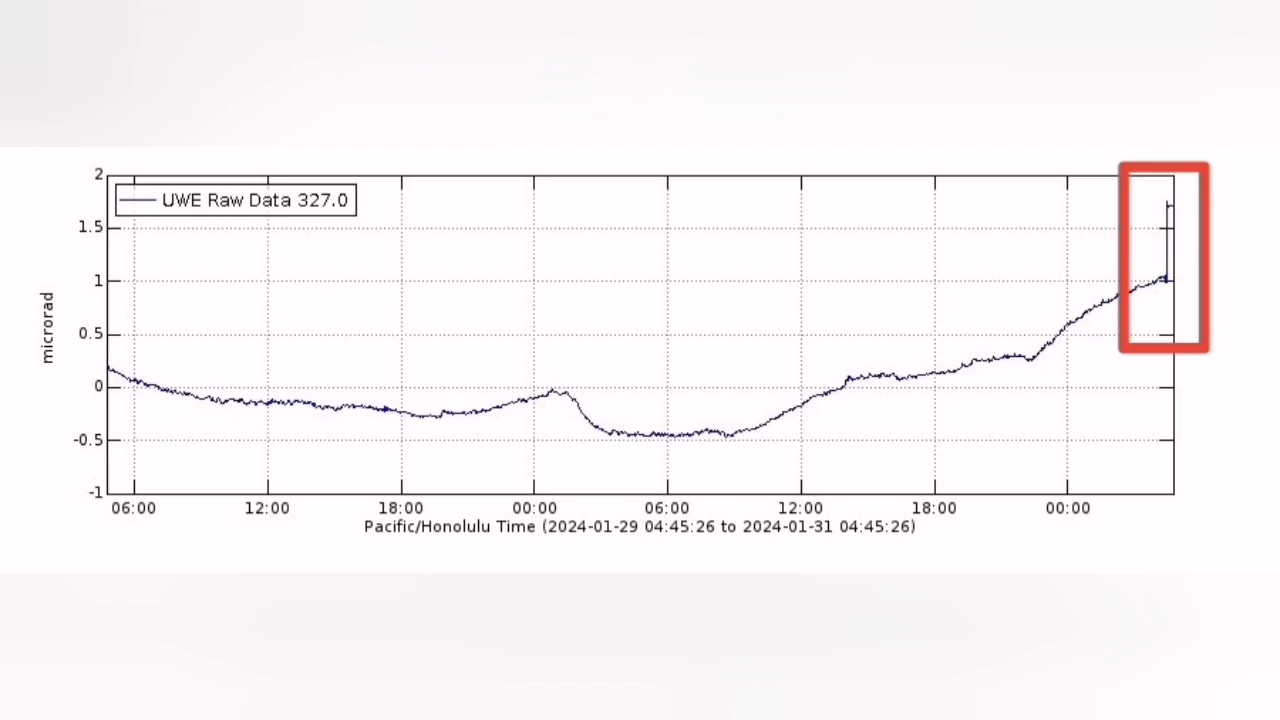 2
UWE Raw Data 327.0
1.5
1
0.5
0
-0.5
-1
microrad
06:00 12:00 18:00 00:00 06:00 12:00 18:00 00:00
Pacific/Honolulu Time (2024-01-29 04:45:26 to 2024-01-31 04:45:26)